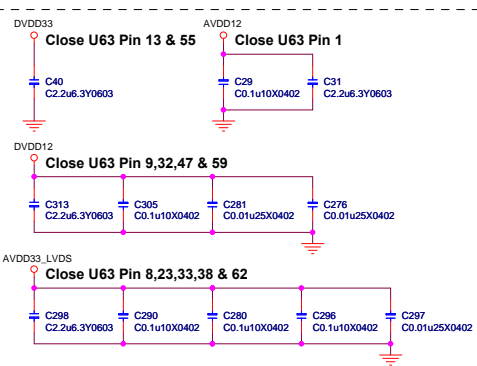 DVDD33
Close U63 Pin 13 & 55
C40
C2.2u6.3Y0603
AVDD12
Close U63 Pin 1
C29
C0.1u10X0402
C31
C2.2u6.3Y0603
DVDD12
Close U63 Pin 9,32,47 & 59
C313
C2.2u6.3Y0603
C305
C0.1u10X0402
C281
C0.01u25X0402
C276
C0.01u25X0402
AVDD33_LVDS
Close U63 Pin 8,23,33,38 & 62
C298
C2.2u6.3Y0603
C290
C0.1u10X0402
C280
C0.1u10X0402
C296
C0.1u10X0402
C297
C0.01u25X0402